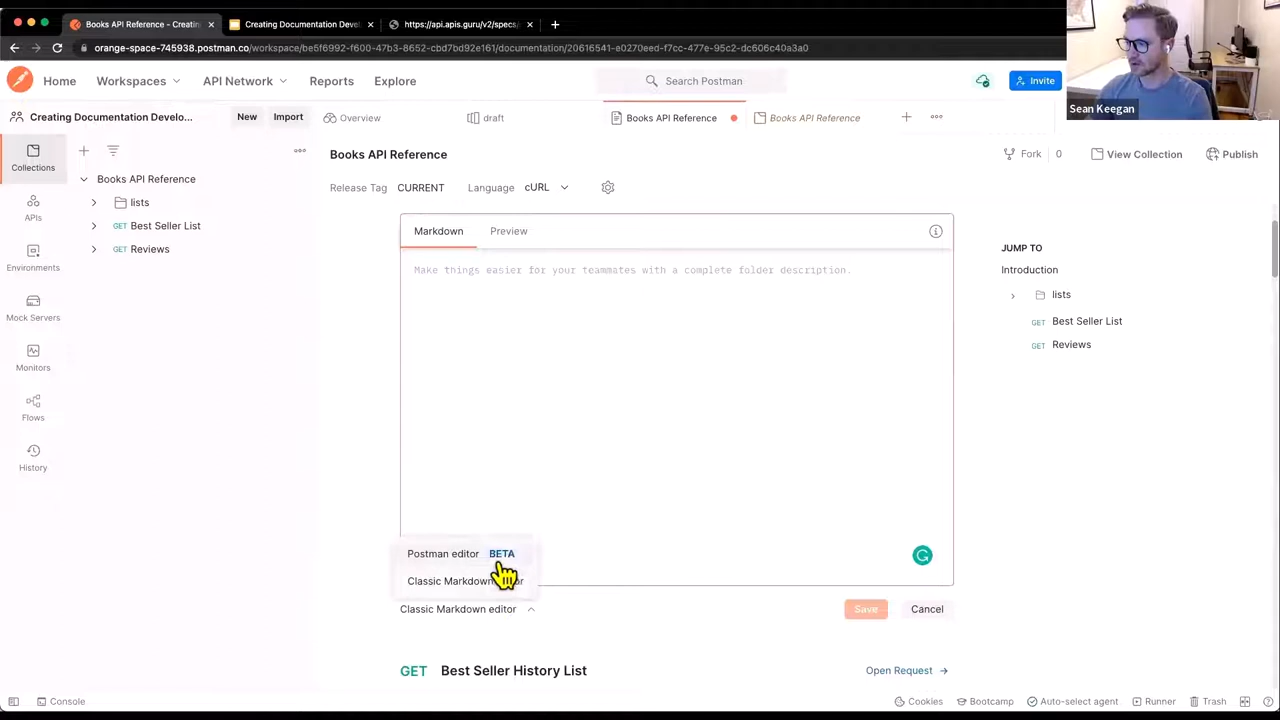 Books API Reference - Creatin
Creating Documentation Devel
https://api.apis.guru/v2/specs/
orange-space-745938.postman.co/workspace/be5f6992-f600-47b3-8652-cbd7bd92e161/documentation/20616541-e0270eed-f7cc-477e-95c2-dc606c40a3a0
Home Workspaces API Network Reports Explore Search Postman Invite
Sean Keegan
Creating Documentation Develo... New Import Overview draft Books API Reference Books API Reference
Collections
Books API Reference
lists
GET Best Seller List
GET Reviews
APIs
Environments
Mock Servers
Monitors
Flows
History
Books API Reference Fork 0 View Collection Publish
Release Tag CURRENT Language cURL
Markdown Preview
Make things easier for your teammates with a complete folder description.
JUMP TO
Introduction
lists
GET Best Seller List
GET Reviews
Postman editor BETA
Classic Markdown
Classic Markdown editor Save Cancel
GET Best Seller History List Open Request →
Console Cookies Bootcamp Auto-select agent Runner Trash